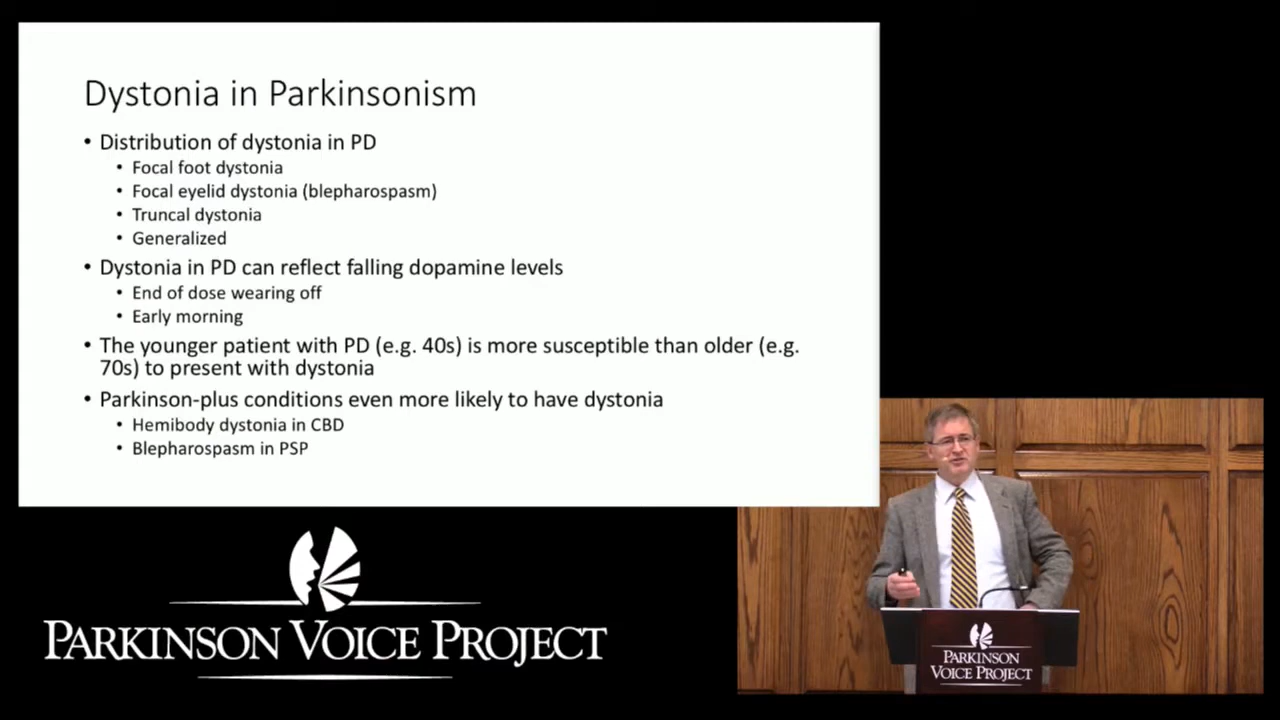 Dystonia in Parkinsonism
• Distribution of dystonia in PD
• Focal foot dystonia
• Focal eyelid dystonia (blepharospasm)
• Truncal dystonia
• Generalized
• Dystonia in PD can reflect falling dopamine levels
• End of dose wearing off
• Early morning
• The younger patient with PD (e.g. 40s) is more susceptible than older (e.g.
70s) to present with dystonia
• Parkinson-plus conditions even more likely to have dystonia
• Hemibody dystonia in CBD
• Blepharospasm in PSP
PARKINSON VOICE PROJECT
PARKINSON
VOICE PROJECT